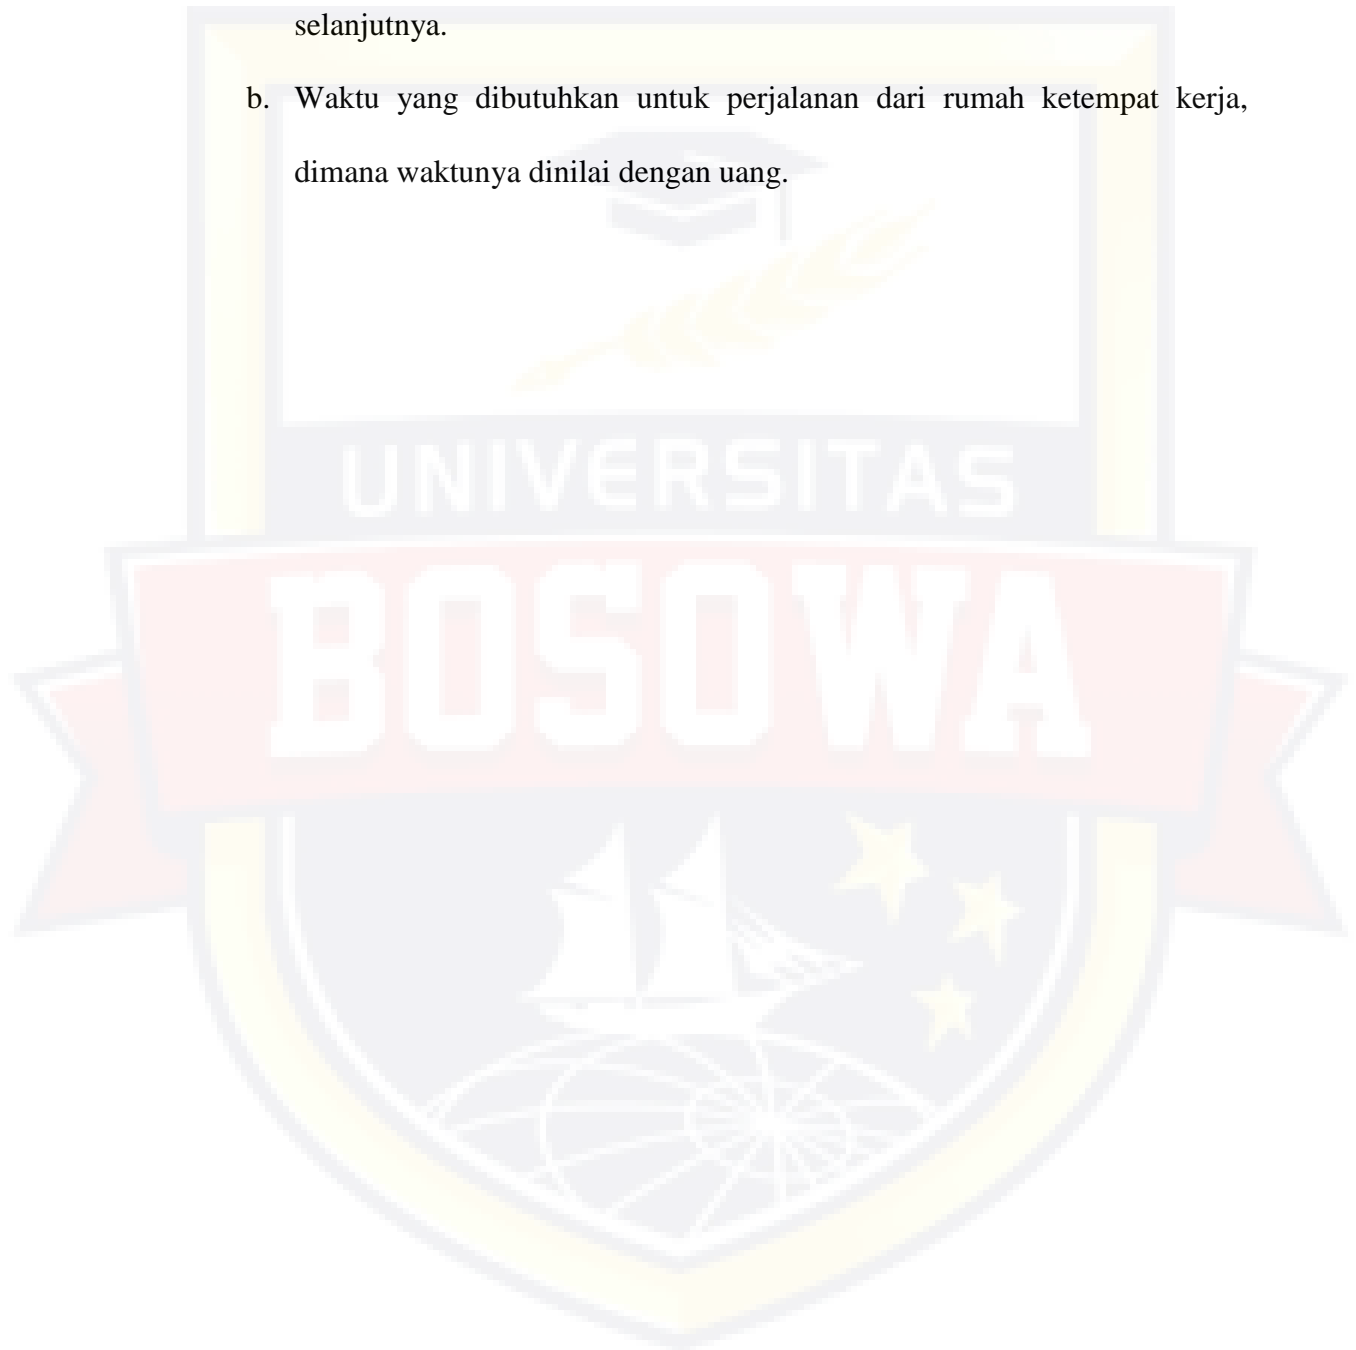 selanjutnya.
b. Waktu yang dibutuhkan untuk perjalanan dari rumah ketempat kerja,
dimana waktunya dinilai dengan uang.
UNIVERSITAS
BOSOWA